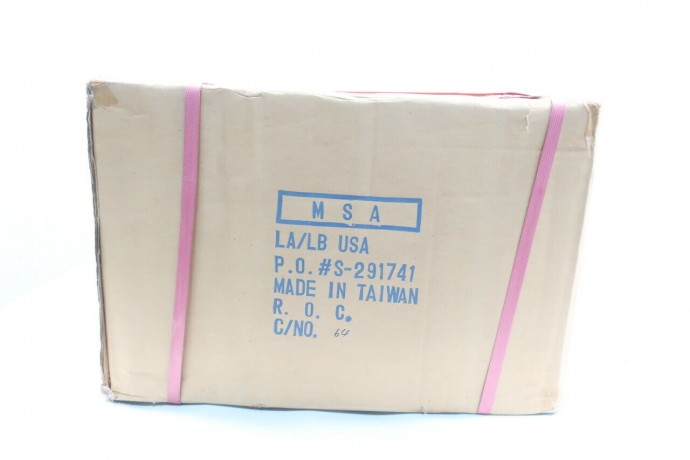 M S A
LA/LB USA
P.O.#S-291741
MADE IN TAIWAN
R. O. C.
C/NO. 64